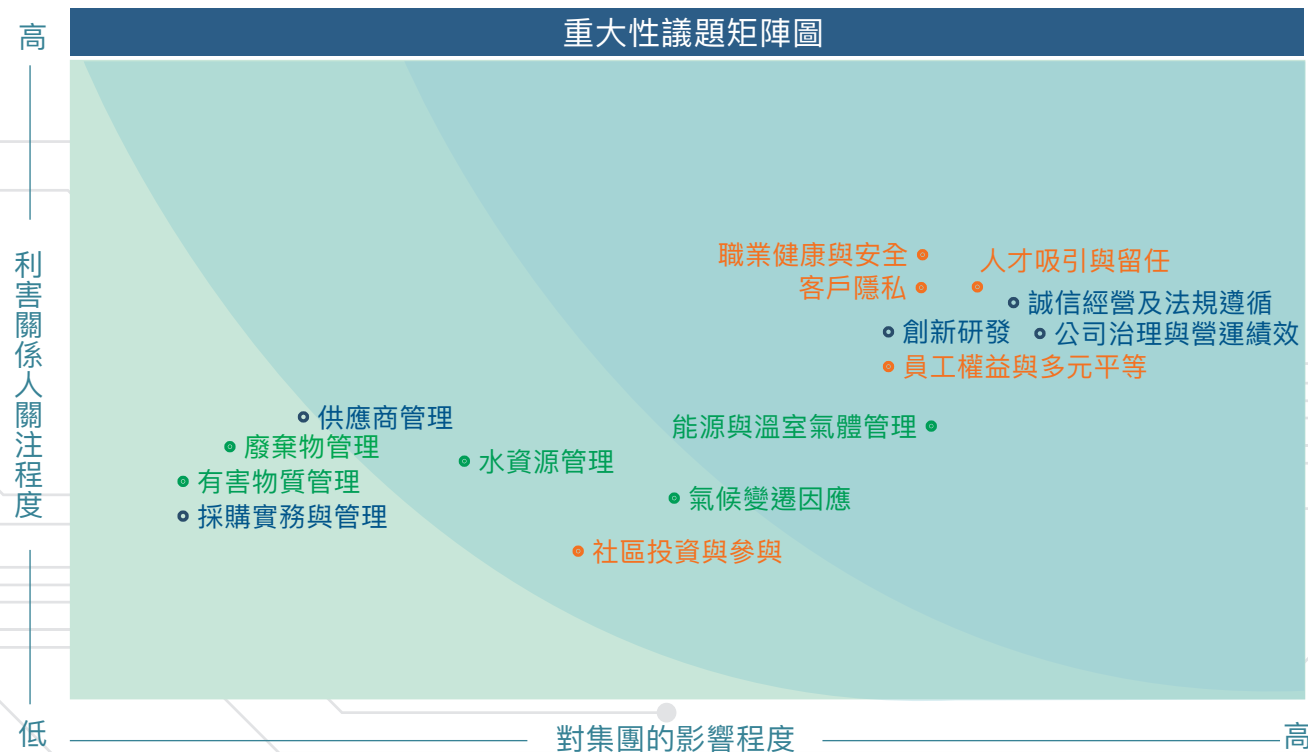 重大性議題矩陣圖
高
利害關係人關注程度
低
職業健康與安全
人才吸引與留任
客戶隱私
誠信經營及法規遵循
創新研發
公司治理與營運績效
員工權益與多元平等
供應商管理
能源與溫室氣體管理
廢棄物管理
水資源管理
有害物質管理
氣候變遷因應
採購實務與管理
社區投資與參與
對集團的影響程度
高